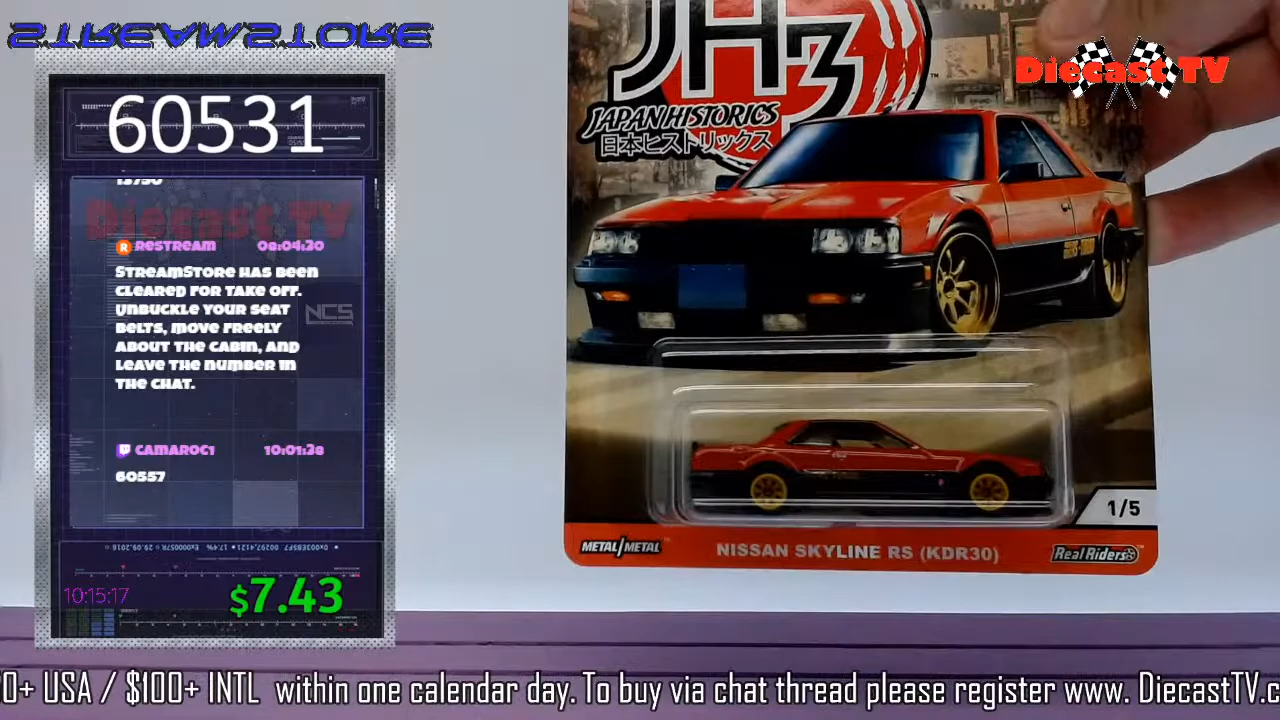 STREAMSTORE
60531
13750
Diecast TV
RESTREAM 08:04:20
STREAMSTORE HAS BEEN
CLEARED FOR TAKE OFF.
UNBUCKLE YOUR SEAT
BELTS, MOVE FREELY
ABOUT THE CABIN, AND
LEAVE THE NUMBER IN
THE CHAT.
NCS
CAMAROC1 10:01:28
60557
10:15:17
$7.43
JH3
JAPAN HISTORICS
日本ヒストリックス
Diecast TV
1/5
METAL/METAL
NISSAN SKYLINE RS (KDR30)
Real Riders
0+ USA / $100+ INTL within one calendar day. To buy via chat thread please register www. DiecastTV.c